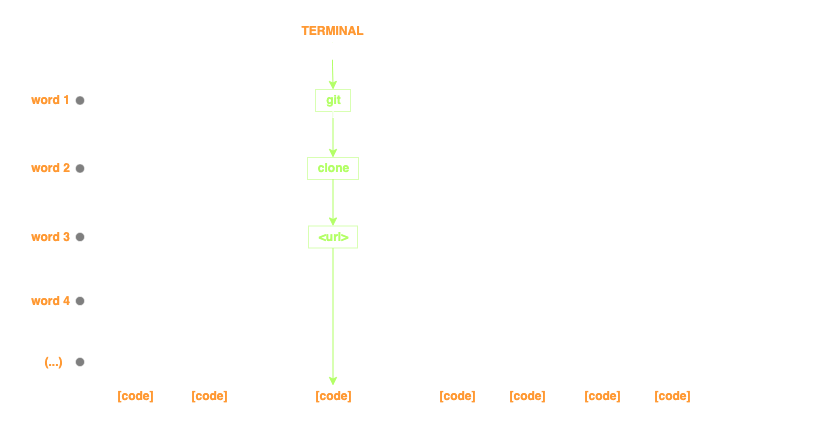 TERMINAL
word 1
git
word 2
clone
word 3
<url>
word 4
(...)
[code] [code] [code] [code] [code] [code] [code]